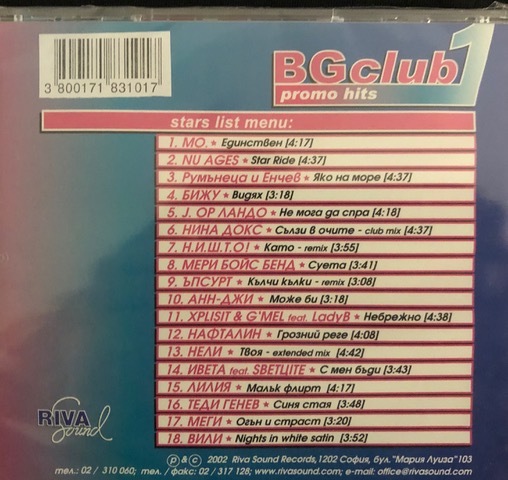 BGclub 1
promo hits
3 800171 831017
stars list menu:
1. МО, ★ Единствен [4:17]
2. NU AGES ★ Star Ride [4:37]
3. Румънеца и Енчев ★ Яко на море [4:37]
4. БИЖУ ★ Видях [3:18]
5. J. ОРЛАНДО ★ Не мога да спра [4:18]
6. НИНА ДОКС ★ Сълзи в очите - club mix [4:37]
7. Н.И.Ш.Т.О! ★ Като - remix [3:55]
8. МЕРИ БОЙС БЕНД ★ Суета [3:41]
9. ЪПСУРТ ★ Кълчи кълки - remix [3:08]
10. АНН-ДЖИ ★ Може би [3:18]
11. XPLISIT & G'MEL feat. LadyB ★ Небрежно [4:38]
12. НАФТАЛИН ★ Грозний реге [4:08]
13. НЕЛИ ★ Твоя - extended mix [4:42]
14. ИВЕТА feat. SBETЦITE ★ С мен бъди [3:43]
15. ЛИЛИЯ ★ Малък флирт [4:17]
16. ТЕДИ ГЕНЕВ ★ Синя стая [3:48]
17. МЕГИ ★ Огън и страст [3:20]
18. ВИЛИ ★ Nights in white satin [3:52]
RIVA
Sound
℗ & © 2002 Riva Sound Records, 1202 София, бул. "Мария Луиза" 103
тел.: 02 / 310 060; тел. / факс: 02 / 317 128; www.rivasound.com; e-mail: office@rivasound.com